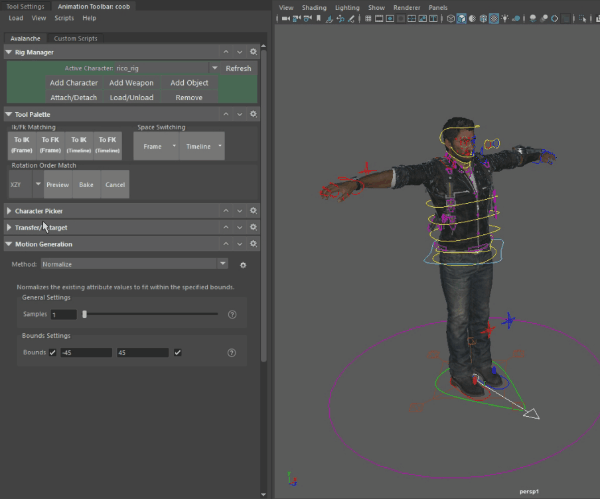 Tool Settings
Animation Toolbar: coob
Load View Scripts Help
Avalanche Custom Scripts
Rig Manager
Active Character: rico_rig Refresh
Add Character Add Weapon Add Object
Attach/Detach Load/Unload Remove
Tool Palette
Ik/Fk Matching Space Switching
To IK To FK To IK To FK
(Frame) (Frame) (Timeline) (Timeline)
Frame Timeline
Rotation Order Match
XZY Preview Bake Cancel
Character Picker
Motion Generation
Method: Normalize
Normalizes the existing attribute values to fit within the specified bounds.
General Settings
Samples 1 ?
Bounds Settings
Bounds -45 45 ?
View Shading Lighting Show Renderer Panels
persp1